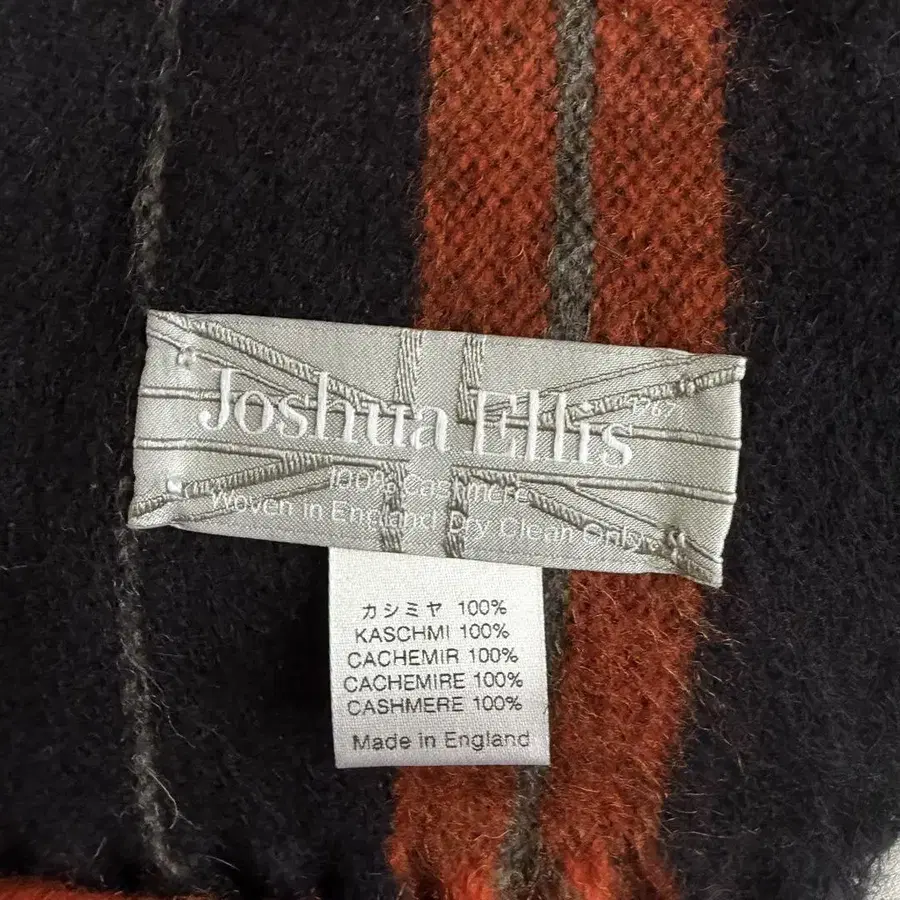 Joshua Ellis 1767
100% Cashmere
Woven in England Dry Clean Only
カシミヤ 100%
KASCHMI 100%
CACHEMIR 100%
CACHEMIRE 100%
CASHMERE 100%
Made in England